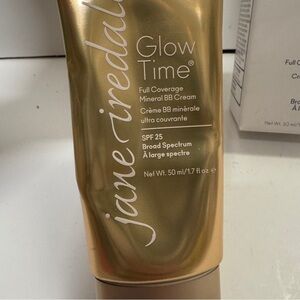 jane iredale
Glow
Time®
Full Coverage
Mineral BB Cream
Crème BB minérale
ultra couvrante
SPF 25
Broad Spectrum
À large spectre
Net Wt. 50 ml/1.7 fl oz e
Full C